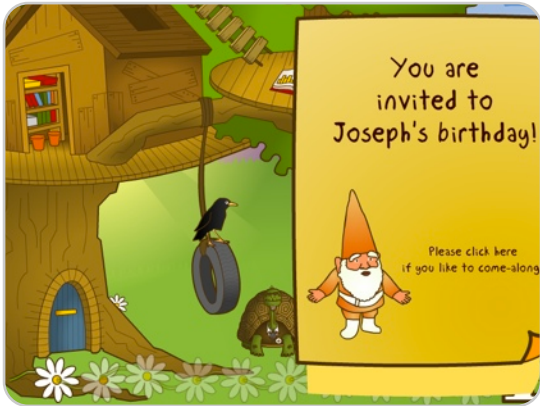 You are
invited to
Joseph's birthday!
Please click here
if you like to come-along